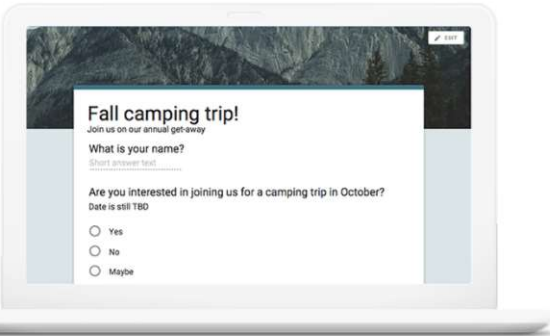 EDIT
Fall camping trip!
Join us on our annual get-away
What is your name?
Short answer text
Are you interested in joining us for a camping trip in October?
Date is still TBD
Yes
No
Maybe